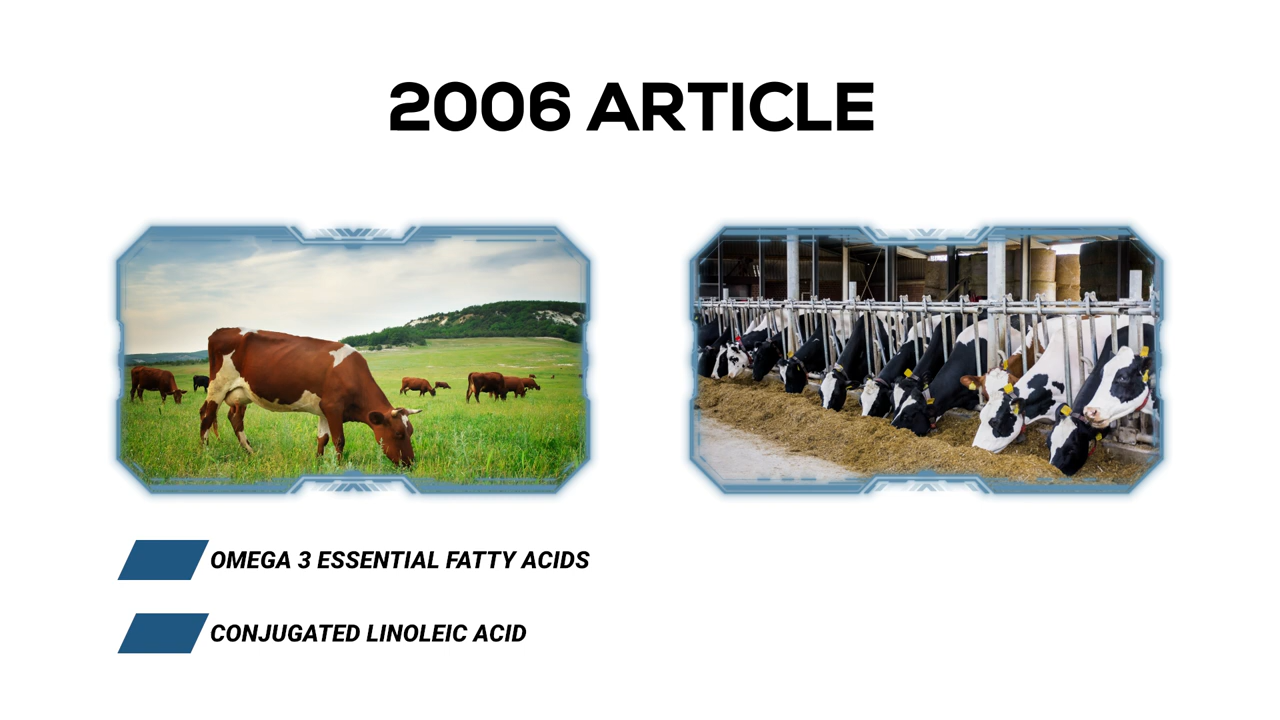 2006 ARTICLE
OMEGA 3 ESSENTIAL FATTY ACIDS
CONJUGATED LINOLEIC ACID